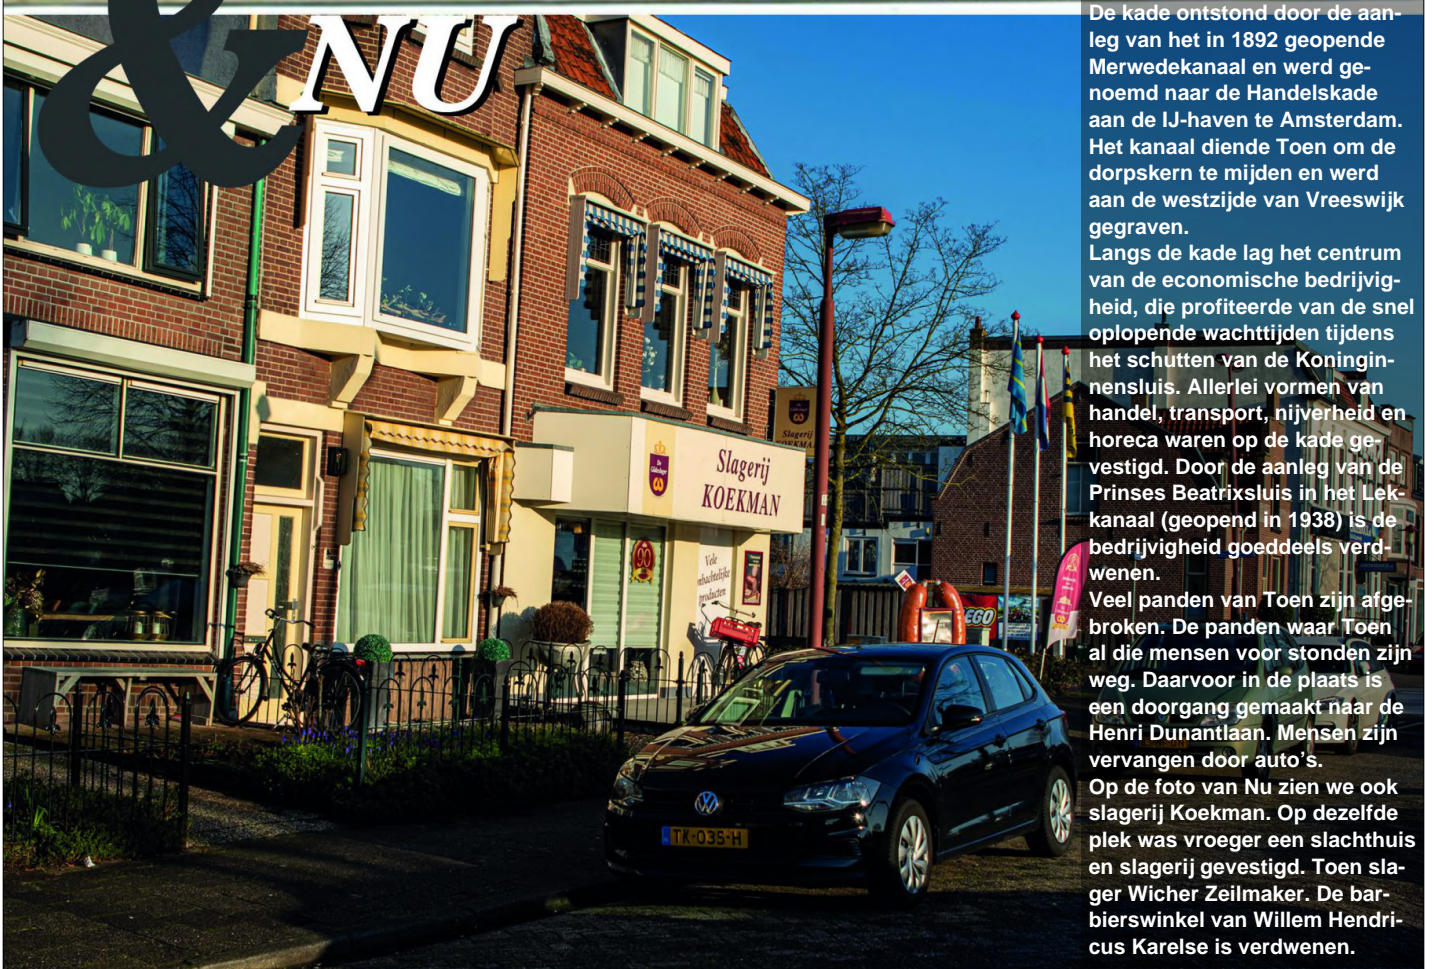 & NU
De kade ontstond door de aan-
leg van het in 1892 geopende
Merwedekanaal en werd ge-
noemd naar de Handelskade
aan de IJ-haven te Amsterdam.
Het kanaal diende Toen om de
dorpskern te mijden en werd
aan de westzijde van Vreeswijk
gegraven.
Langs de kade lag het centrum
van de economische bedrijvig-
heid, die profiteerde van de snel
oplopende wachttijden tijdens
het schutten van de Koningin-
nensluis. Allerlei vormen van
handel, transport, nijverheid en
horeca waren op de kade ge-
vestigd. Door de aanleg van de
Prinses Beatrixsluis in het Lek-
kanaal (geopend in 1938) is de
bedrijvigheid goeddeels verd-
wenen.
Veel panden van Toen zijn afge-
broken. De panden waar Toen
al die mensen voor stonden zijn
weg. Daarvoor in de plaats is
een doorgang gemaakt naar de
Henri Dunantlaan. Mensen zijn
vervangen door auto's.
Op de foto van Nu zien we ook
slagerij Koekman. Op dezelfde
plek was vroeger een slachthuis
en slagerij gevestigd. Toen sla-
ger Wicher Zeilmaker. De bar-
bierswinkel van Willem Hendri-
cus Karelse is verdwenen.
Slagerij
KOEKMAN
Slagerij
90
Vele
producten
LEGO
TK-035-H